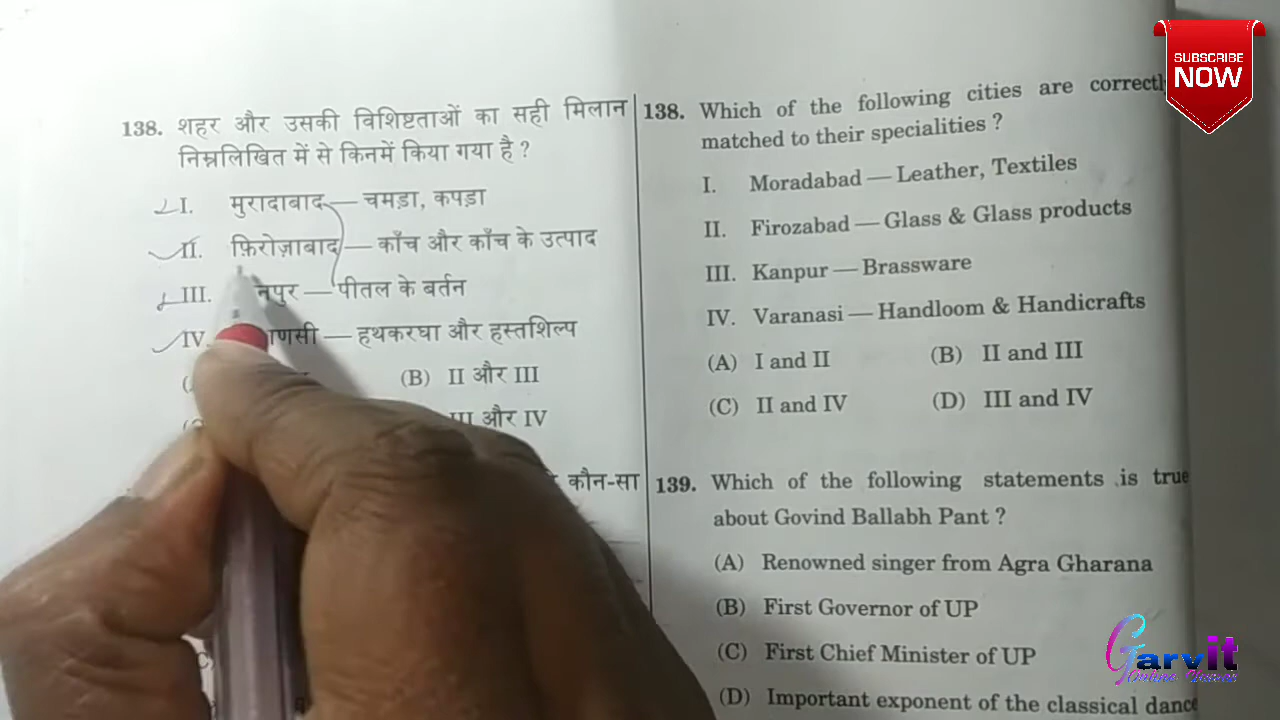 138. शहर और उसकी विशिष्टताओं का सही मिलान
निम्नलिखित में से किनमें किया गया है ?
I. मुरादाबाद — चमड़ा, कपड़ा
II. फ़िरोज़ाबाद — काँच और काँच के उत्पाद
III. नपुर — पीतल के बर्तन
IV. णसी — हथकरघा और हस्तशिल्प
(B) II और III
III और IV
कौन-सा
138. Which of the following cities are correctly
matched to their specialities ?
I. Moradabad — Leather, Textiles
II. Firozabad — Glass & Glass products
III. Kanpur — Brassware
IV. Varanasi — Handloom & Handicrafts
(A) I and II (B) II and III
(C) II and IV (D) III and IV
139. Which of the following statements is true
about Govind Ballabh Pant ?
(A) Renowned singer from Agra Gharana
(B) First Governor of UP
(C) First Chief Minister of UP
(D) Important exponent of the classical dance
SUBSCRIBE
NOW
Garvit
Online Classes